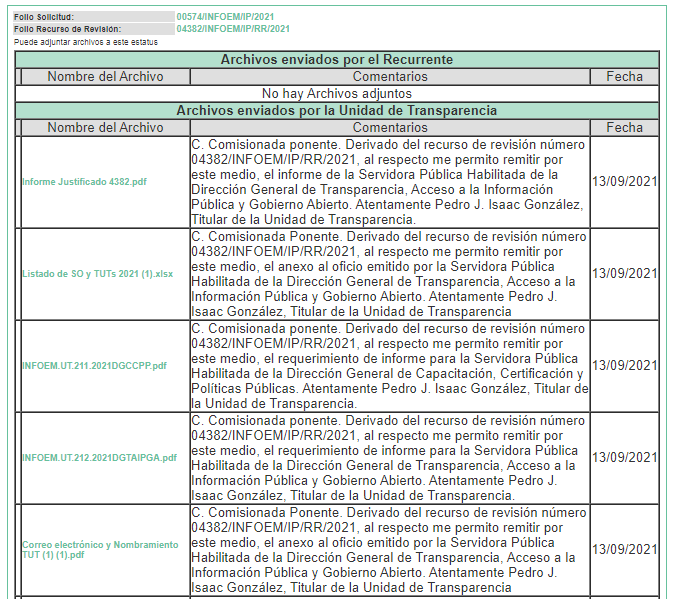 Folio Solicitud: 00574/INFOEM/IP/2021
Folio Recurso de Revisión: 04382/INFOEM/IP/RR/2021
Puede adjuntar archivos a este estatus
Archivos enviados por el Recurrente
Nombre del Archivo Comentarios Fecha
No hay Archivos adjuntos
Archivos enviados por la Unidad de Transparencia
Nombre del Archivo Comentarios Fecha
Informe Justificado 4382.pdf
C. Comisionada ponente. Derivado del recurso de revisión número
04382/INFOEM/IP/RR/2021, al respecto me permito remitir por
este medio, el informe de la Servidora Pública Habilitada de la
Dirección General de Transparencia, Acceso a la Información
Pública y Gobierno Abierto. Atentamente Pedro J. Isaac González,
Titular de la Unidad de Transparencia.
13/09/2021
Listado de SO y TUTs 2021 (1).xlsx
C. Comisionada Ponente. Derivado del recurso de revisión número
04382/INFOEM/IP/RR/2021, al respecto me permito remitir por
este medio, el anexo al oficio emitido por la Servidora Pública
Habilitada de la Dirección General de Transparencia, Acceso a la
Información Pública y Gobierno Abierto. Atentamente Pedro J.
Isaac González, Titular de la Unidad de Transparencia
13/09/2021
INFOEM.UT.211.2021DGCCPP.pdf
C. Comisionada ponente. Derivado del recurso de revisión número
04382/INFOEM/IP/RR/2021, al respecto me permito remitir por
este medio, el requerimiento de informe para la Servidora Pública
Habilitada de la Dirección General de Capacitación, Certificación y
Políticas Públicas. Atentamente Pedro J. Isaac González, Titular de
la Unidad de Transparencia.
13/09/2021
INFOEM.UT.212.2021DGTAIPGA.pdf
C. Comisionada ponente. Derivado del recurso de revisión número
04382/INFOEM/IP/RR/2021, al respecto me permito remitir por
este medio, el requerimiento de informe para la Servidora Pública
Habilitada de la Dirección General de Transparencia, Acceso a la
Información Pública y Gobierno Abierto. Atentamente Pedro J.
Isaac González, Titular de la Unidad de Transparencia.
13/09/2021
Correo electrónico y Nombramiento
TUT (1) (1).pdf
C. Comisionada Ponente. Derivado del recurso de revisión número
04382/INFOEM/IP/RR/2021, al respecto me permito remitir por
este medio, el anexo al oficio emitido por la Servidora Pública
Habilitada de la Dirección General de Transparencia, Acceso a la
Información Pública y Gobierno Abierto. Atentamente Pedro J.
Isaac González, Titular de la Unidad de Transparencia
13/09/2021